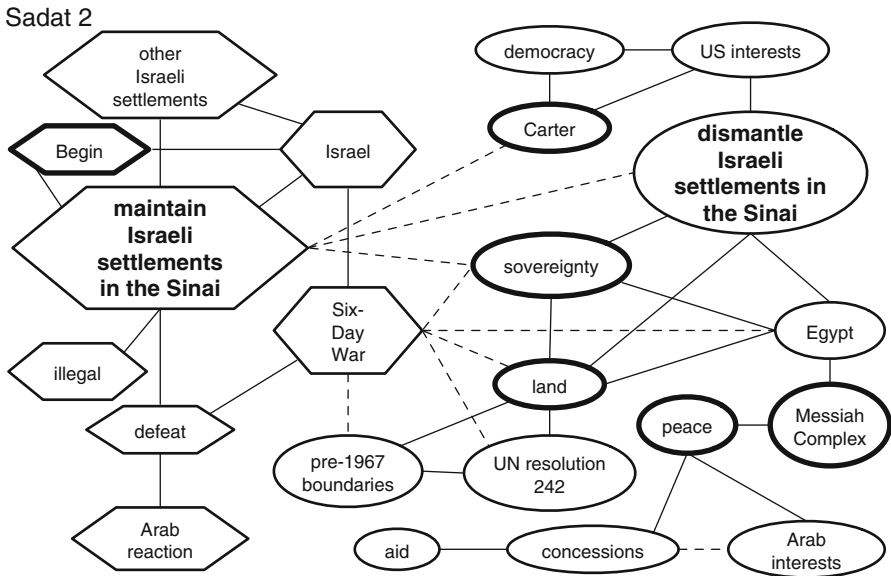 Sadat 2
other
Israeli
settlements
Begin
Israel
maintain
Israeli
settlements
in the Sinai
illegal
defeat
Arab
reaction
Six-
Day
War
democracy
US interests
Carter
dismantle
Israeli
settlements in
the Sinai
sovereignty
Egypt
land
peace
Messiah
Complex
pre-1967
boundaries
UN resolution
242
aid
concessions
Arab
interests